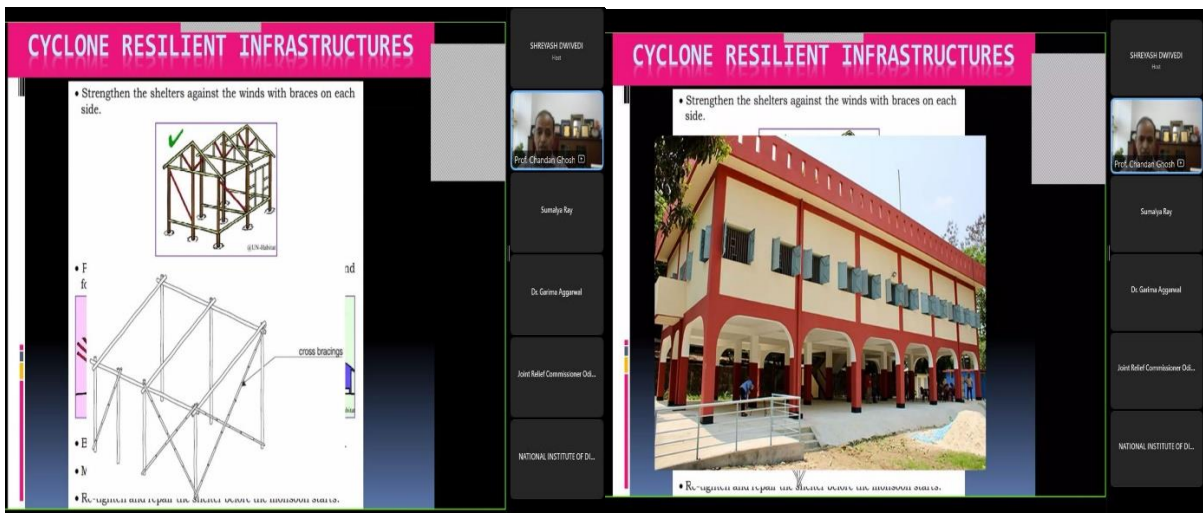 CYCLONE RESILIENT INFRASTRUCTURES
• Strengthen the shelters against the winds with braces on each
side.
@UN-Habitat
cross bracings
• Re-tighten and repair the shelter before the monsoon starts.
SHREYASH DWIVEDI
Host
Prof. Chandan Ghosh
Sumaiya Ray
Dr. Garima Aggarwal
Joint Relief Commissioner Odi...
NATIONAL INSTITUTE OF DI...
CYCLONE RESILIENT INFRASTRUCTURES
• Strengthen the shelters against the winds with braces on each
side.
• Re-tighten and repair the shelter before the monsoon starts.
SHREYASH DWIVEDI
Host
Prof. Chandan Ghosh
Sumaiya Ray
Dr. Garima Aggarwal
Joint Relief Commissioner Odi...
NATIONAL INSTITUTE OF DI...